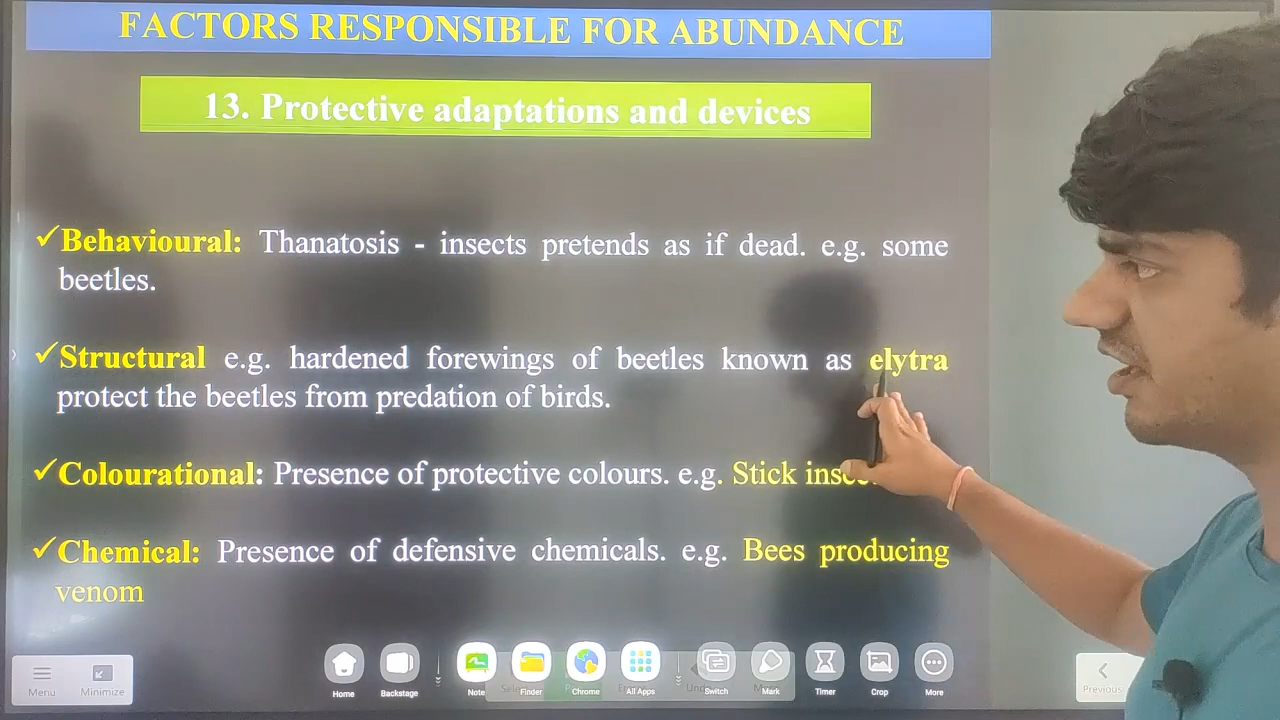 FACTORS RESPONSIBLE FOR ABUNDANCE
13. Protective adaptations and devices
✓Behavioural: Thanatosis - insects pretends as if dead. e.g. some
beetles.
✓Structural e.g. hardened forewings of beetles known as elytra
protect the beetles from predation of birds.
✓Colourational: Presence of protective colours. e.g. Stick
✓Chemical: Presence of defensive chemicals. e.g. Bees producing
venom
Menu Minimize Home Backstage Note Finder Chrome All Apps Switch Mark Timer Crop More Previous